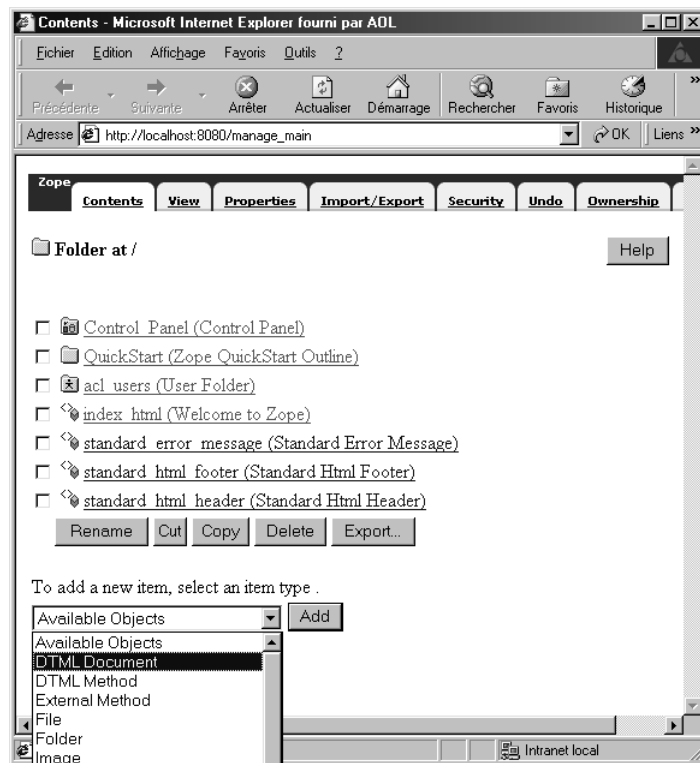 Contents - Microsoft Internet Explorer fourni par AOL
Fichier Edition Affichage Favoris Outils ?
Précédente Suivante Arrêter Actualiser Démarrage Rechercher Favoris Historique »
Adresse http://localhost:8080/manage_main OK Liens »
Zope
Contents View Properties Import/Export Security Undo Ownership
Folder at / Help
Control_Panel (Control Panel)
QuickStart (Zope QuickStart Outline)
acl_users (User Folder)
index_html (Welcome to Zope)
standard_error_message (Standard Error Message)
standard_html_footer (Standard Html Footer)
standard_html_header (Standard Html Header)
Rename Cut Copy Delete Export...
To add a new item, select an item type .
Available Objects Add
Available Objects
DTML Document
DTML Method
External Method
File
Folder
Image
Intranet local